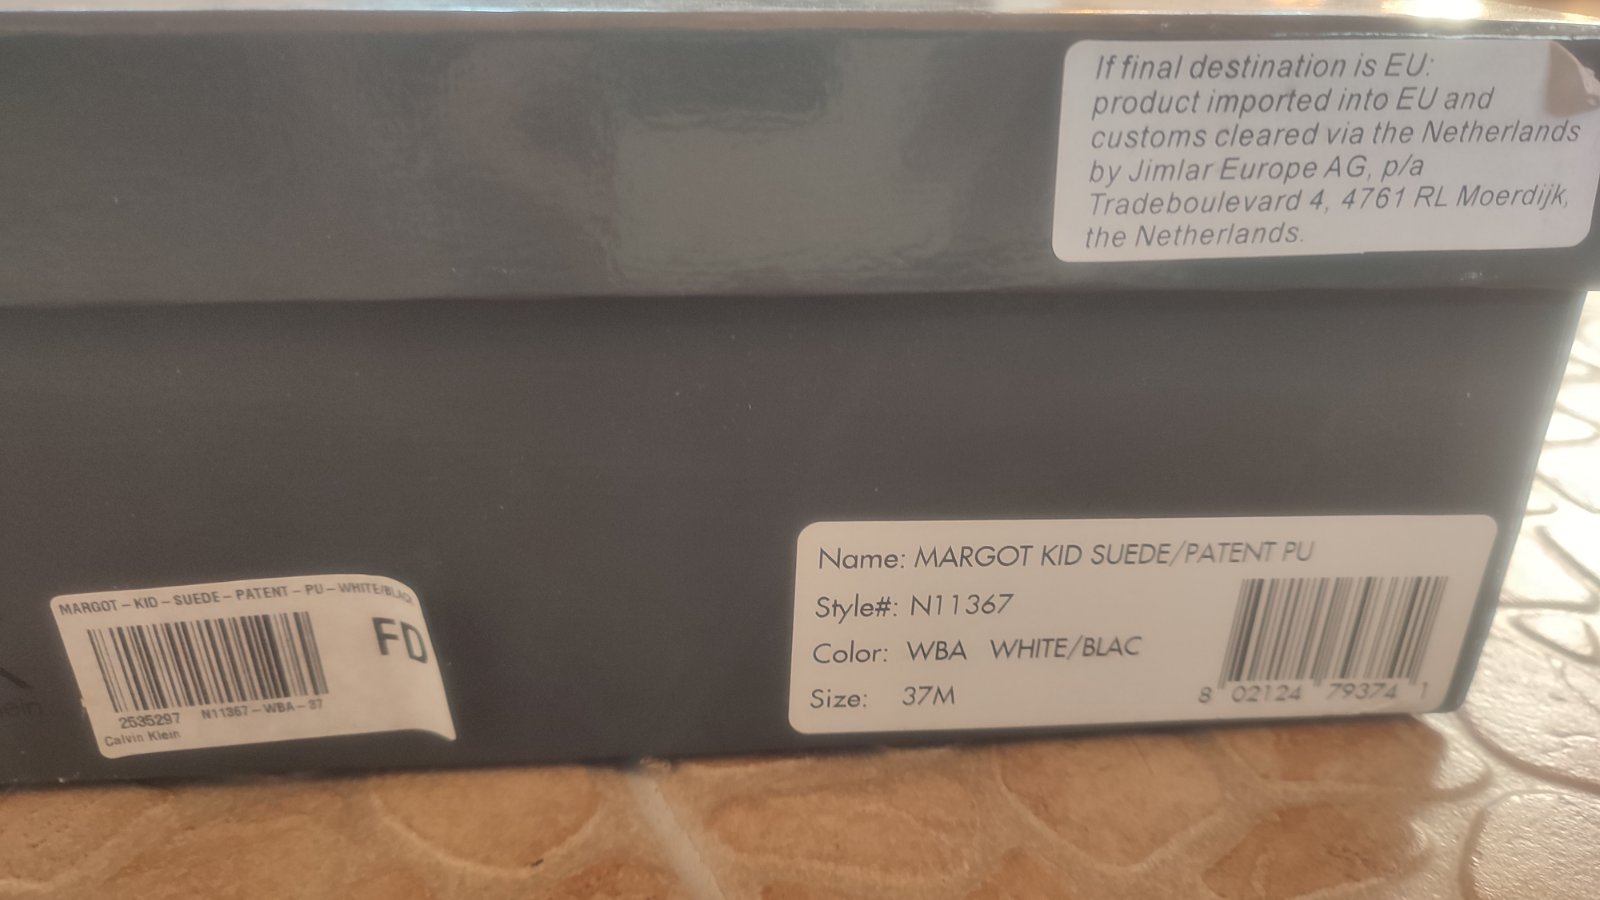 If final destination is EU:
product imported into EU and
customs cleared via the Netherlands
by Jimlar Europe AG, p/a
Tradeboulevard 4, 4761 RL Moerdijk,
the Netherlands.
Name: MARGOT KID SUEDE/PATENT PU
Style#: N11367
Color: WBA WHITE/BLAC
Size: 37M
8 02124 79374 1
MARGOT-KID-SUEDE-PATENT-PU-WHITE/BLACK
FD
2535297 N11367-WBA-37
Calvin Klein